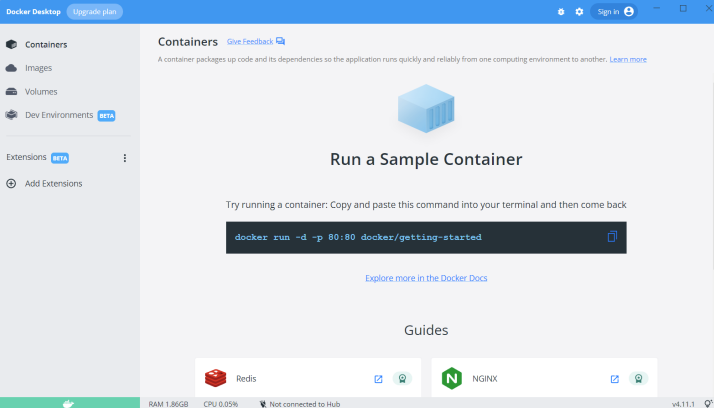 Docker Desktop Upgrade plan Sign in
Containers
Images
Volumes
Dev Environments BETA
Extensions BETA
Add Extensions
Containers Give Feedback
A container packages up code and its dependencies so the application runs quickly and reliably from one computing environment to another. Learn more
Run a Sample Container
Try running a container: Copy and paste this command into your terminal and then come back
docker run -d -p 80:80 docker/getting-started
Explore more in the Docker Docs
Guides
Redis
N NGINX
RAM 1.86GB CPU 0.05% Not connected to Hub v4.11.1